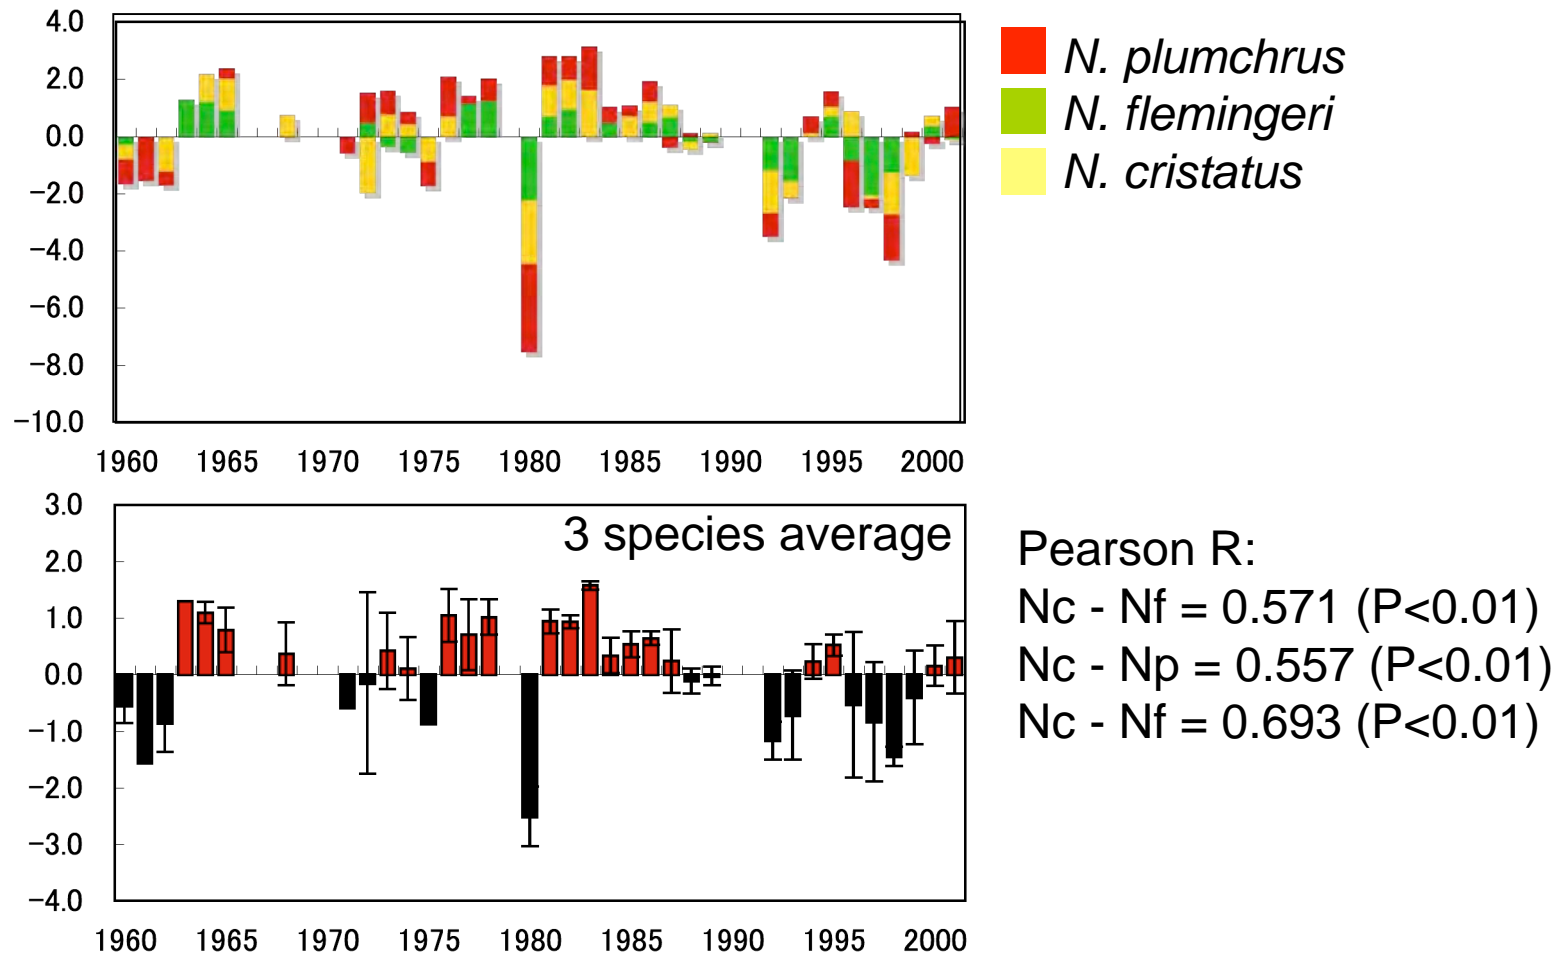 4.0
2.0
0.0
−2.0
−4.0
−6.0
−8.0
−10.0
1960 1965 1970 1975 1980 1985 1990 1995 2000
N. plumchrus
N. flemingeri
N. cristatus
3.0
2.0
1.0
0.0
−1.0
−2.0
−3.0
−4.0
3 species average
1960 1965 1970 1975 1980 1985 1990 1995 2000
Pearson R:
Nc - Nf = 0.571 (P<0.01)
Nc - Np = 0.557 (P<0.01)
Nc - Nf = 0.693 (P<0.01)